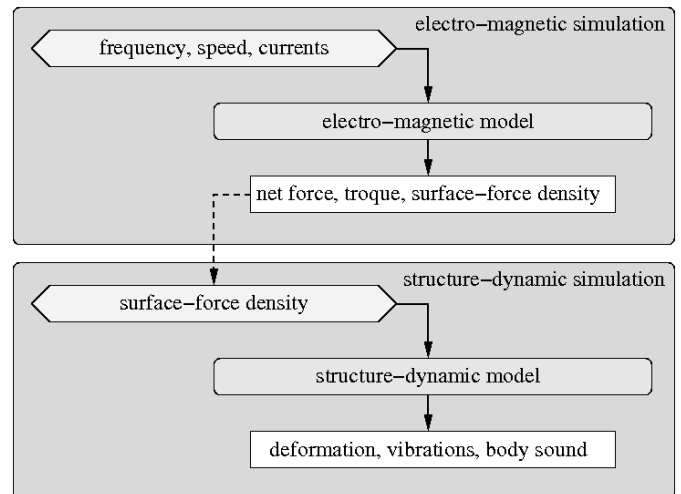 electro-magnetic simulation
frequency, speed, currents
electro-magnetic model
net force, troque, surface-force density
structure-dynamic simulation
surface-force density
structure-dynamic model
deformation, vibrations, body sound